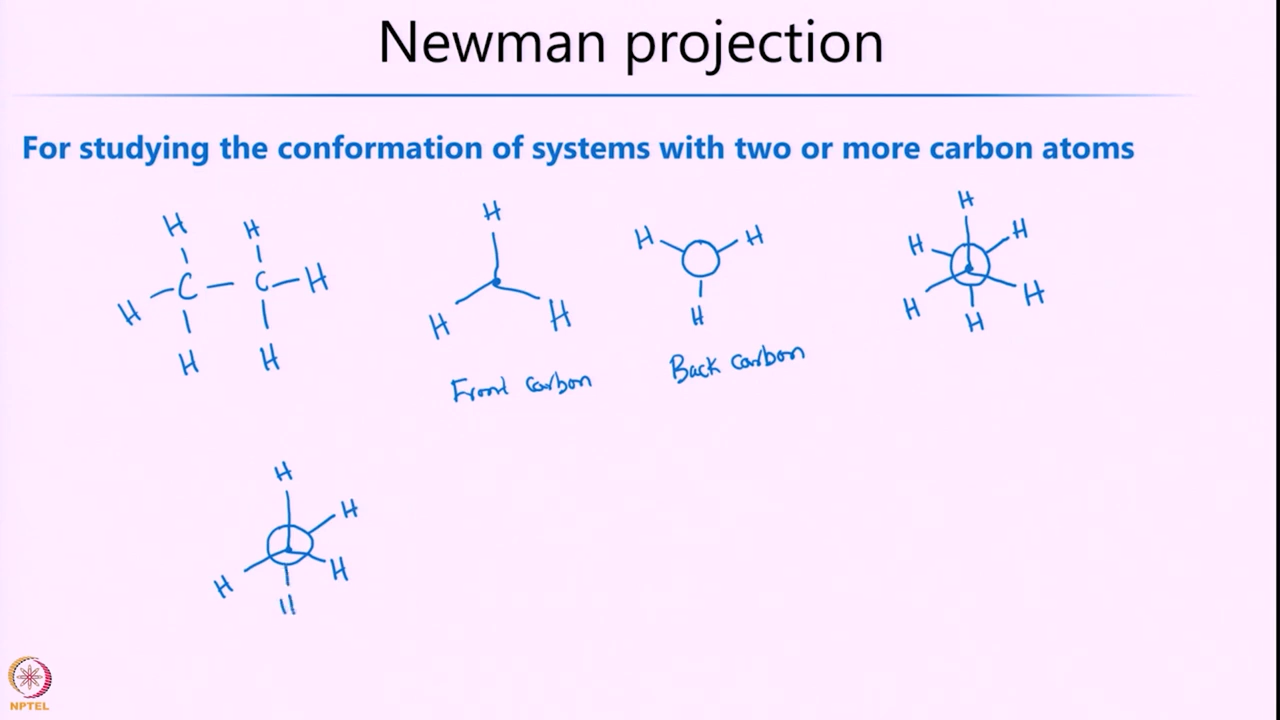 Newman projection
For studying the conformation of systems with two or more carbon atoms
H H H H H H
H H
H C C H
H H H H H
H H H H
Front carbon Back carbon
H
H
H H
NPTEL